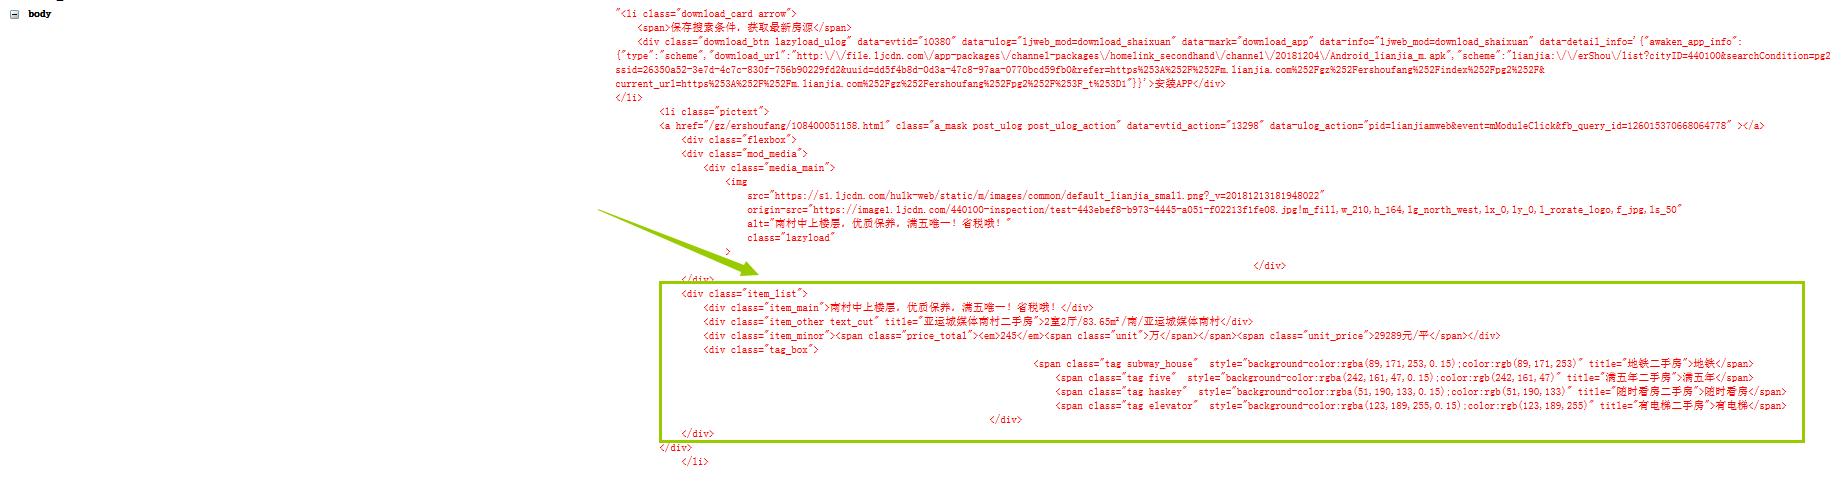 body
"<li class="download_card arrow">
<span>保存搜索条件，获取最新房源</span>
<div class="download_btn lazyload_ulog" data-evtid="10380" data-ulog="ljweb_mod=download_shaixuan" data-mark="download_app" data-info="ljweb_mod=download_shaixuan" data-detail_info='{"awaken_app_info":
{"type":"scheme","download_url":"http:\/\/file.ljcdn.com\/app-packages\/channel-packages\/homelink_secondhand\/channel\/20181204\/Android_lianjia_m.apk","scheme":"lianjia:\/\/erShou\/list?cityID=440100&searchCondition=pg2
ssid=26350a52-3e7d-4c7c-830f-756b90229fd2&uuid=dd5f4b8d-0d3a-47c8-97aa-0770bcd59fb0&refer=https%253A%252F%252Fm.lianjia.com%252Fgz%252Fershoufang%252Findex%252Fpg2%252F&
current_url=https%253A%252F%252Fm.lianjia.com%252Fgz%252Fershoufang%252Fpg2%252F%253F_t%253D1"}}'>安装APP</div>
</li>
<li class="pictext">
<a href="/gz/ershoufang/108400051158.html" class="a_mask post_ulog post_ulog_action" data-evtid_action="13298" data-ulog_action="pid=lianjiamweb&event=mModuleClick&fb_query_id=126015370668064778" ></a>
<div class="flexbox">
<div class="mod_media">
<div class="media_main">
<img
src="https://s1.ljcdn.com/hulk-web/static/m/images/common/default_lianjia_small.png?_v=20181213181948022"
origin-src="https://image1.ljcdn.com/440100-inspection/test-443ebef8-b973-4445-a051-f02213f1fe08.jpg!m_fill,w_210,h_164,lg_north_west,lx_0,ly_0,l_rorate_logo,f_jpg,ls_50"
alt="南村中上楼层，优质保养，满五唯一！省税哦！"
class="lazyload"
>
</div>
</div>
<div class="item_list">
<div class="item_main">南村中上楼层，优质保养，满五唯一！省税哦！</div>
<div class="item_other text_cut" title="亚运城媒体南村二手房">2室2厅/83.65m²/南/亚运城媒体南村</div>
<div class="item_minor"><span class="price_total"><em>245</em><span class="unit">万</span></span><span class="unit_price">29289元/平</span></div>
<div class="tag_box">
<span class="tag subway_house"  style="background-color:rgba(89,171,253,0.15);color:rgb(89,171,253)" title="地铁二手房">地铁</span>
<span class="tag five"  style="background-color:rgba(242,161,47,0.15);color:rgb(242,161,47)" title="满五年二手房">满五年</span>
<span class="tag haskey"  style="background-color:rgba(51,190,133,0.15);color:rgb(51,190,133)" title="随时看房二手房">随时看房</span>
<span class="tag elevator"  style="background-color:rgba(123,189,255,0.15);color:rgb(123,189,255)" title="有电梯二手房">有电梯</span>
</div>
</div>
</div>
</li>